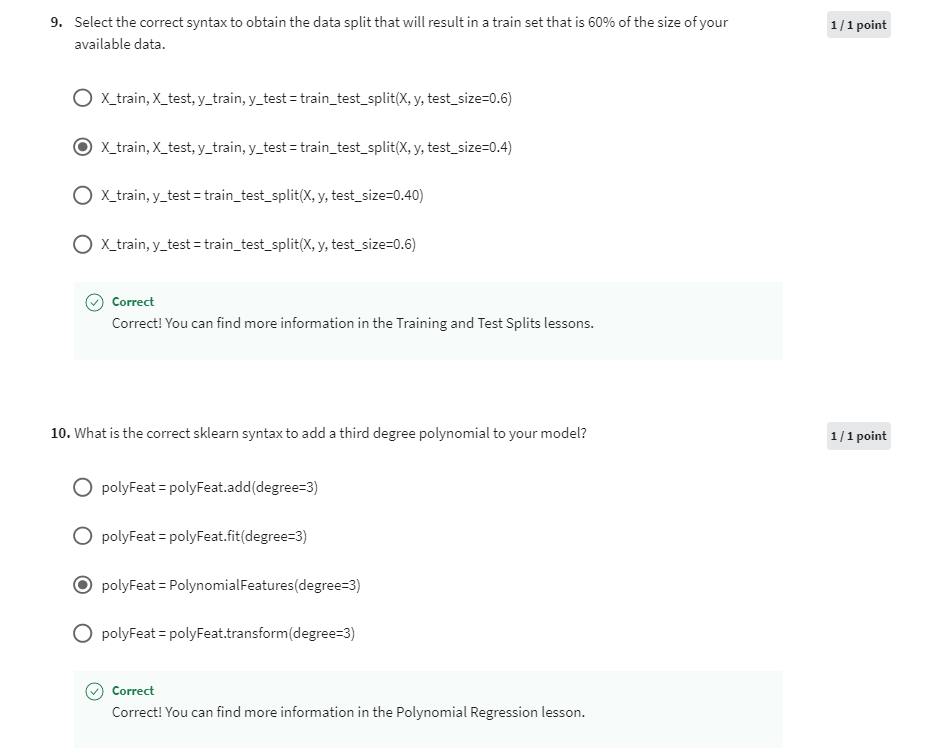 9. Select the correct syntax to obtain the data split that will result in a train set that is 60% of the size of your
available data.
1 / 1 point
X_train, X_test, y_train, y_test = train_test_split(X, y, test_size=0.6)
X_train, X_test, y_train, y_test = train_test_split(X, y, test_size=0.4)
X_train, y_test = train_test_split(X, y, test_size=0.40)
X_train, y_test = train_test_split(X, y, test_size=0.6)
Correct
Correct! You can find more information in the Training and Test Splits lessons.
10. What is the correct sklearn syntax to add a third degree polynomial to your model?
1 / 1 point
polyFeat = polyFeat.add(degree=3)
polyFeat = polyFeat.fit(degree=3)
polyFeat = PolynomialFeatures(degree=3)
polyFeat = polyFeat.transform(degree=3)
Correct
Correct! You can find more information in the Polynomial Regression lesson.